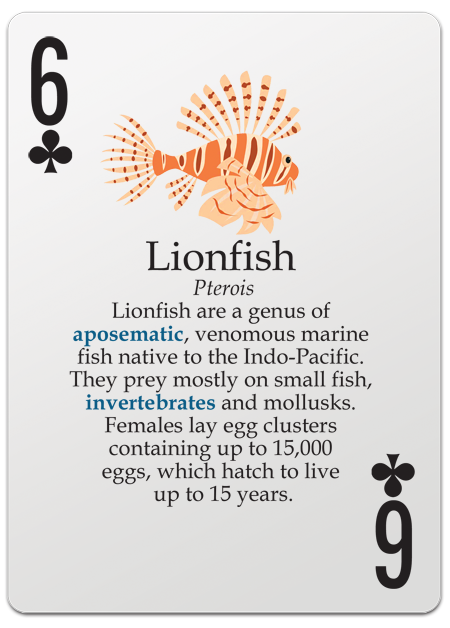 6
Lionfish
Pterois
Lionfish are a genus of
aposematic, venomous marine
fish native to the Indo-Pacific.
They prey mostly on small fish,
invertebrates and mollusks.
Females lay egg clusters
containing up to 15,000
eggs, which hatch to live
up to 15 years.
6